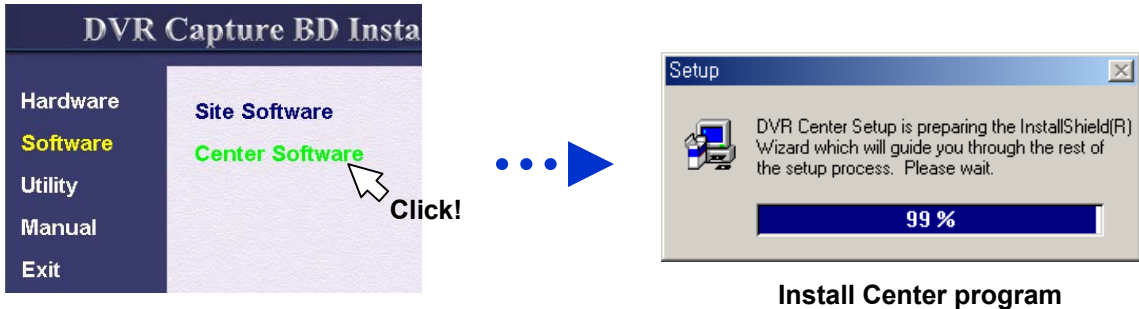 DVR Capture BD Insta
Hardware
Software
Utility
Manual
Exit
Site Software
Center Software
Click!
Setup
DVR Center Setup is preparing the InstallShield(R)
Wizard which will guide you through the rest of
the setup process. Please wait.
99 %
Install Center program